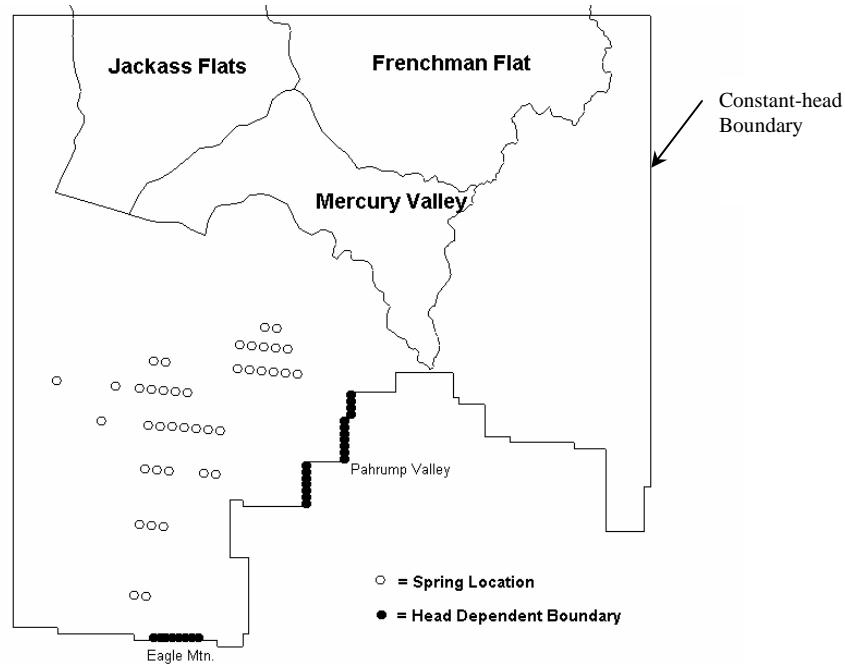 Jackass Flats
Frenchman Flat
Constant-head
Boundary
Mercury Valley
Pahrump Valley
= Spring Location
= Head Dependent Boundary
Eagle Mtn.